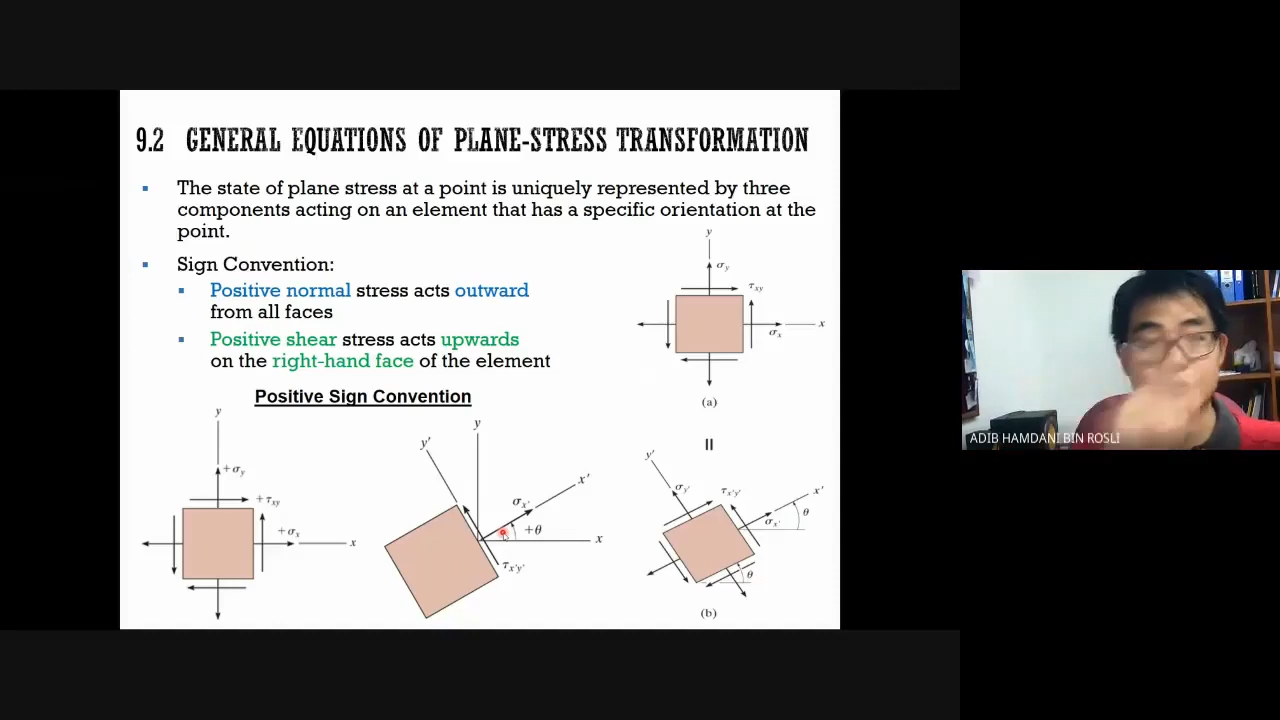 9.2 GENERAL EQUATIONS OF PLANE-STRESS TRANSFORMATION
The state of plane stress at a point is uniquely represented by three
components acting on an element that has a specific orientation at the
point.
Sign Convention:
Positive normal stress acts outward
from all faces
Positive shear stress acts upwards
on the right-hand face of the element
y
σy
τxy
x
σx
(a)
Positive Sign Convention
y
+σy
+τxy
+σx
x
y
y'
x'
σx'
+θ
x
τx'y'
=
y'
σy'
τx'y'
x'
σx'
θ
θ
(b)
ADIB HAMDANI BIN ROSLI